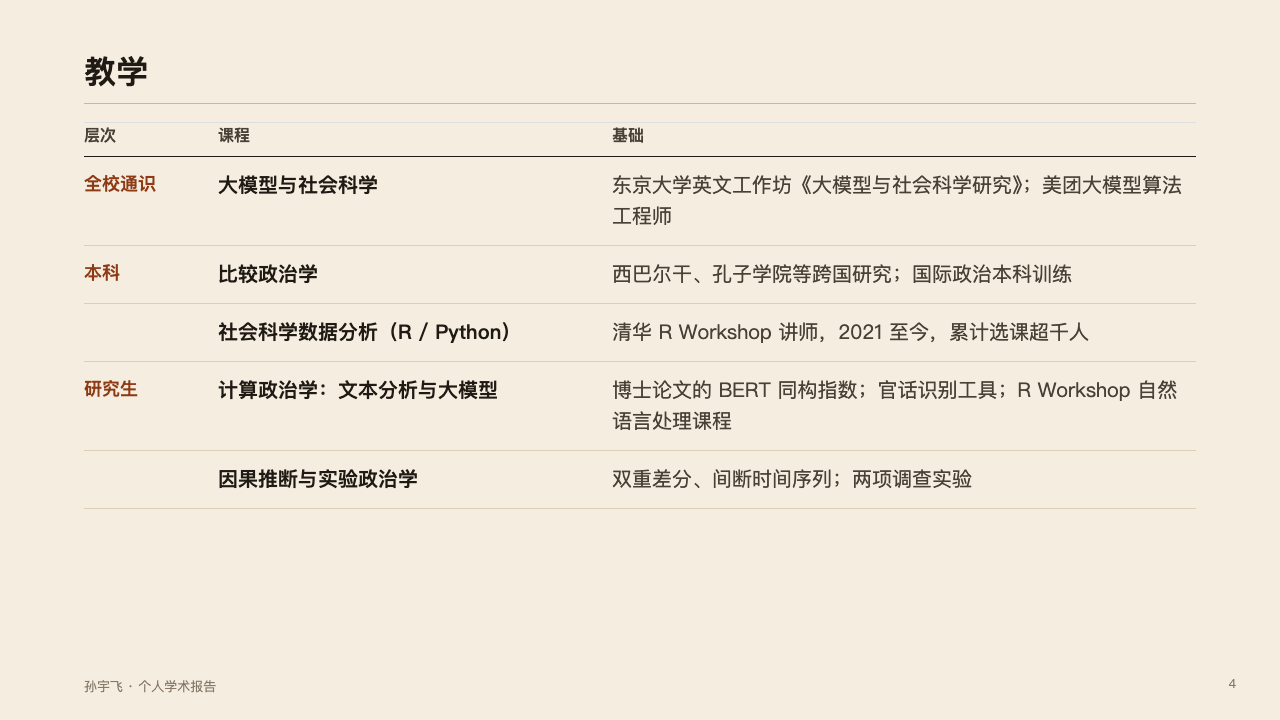 教学
层次 课程 基础
全校通识 大模型与社会科学 东京大学英文工作坊《大模型与社会科学研究》；美团大模型算法
工程师
本科 比较政治学 西巴尔干、孔子学院等跨国研究；国际政治本科训练
社会科学数据分析（R / Python） 清华 R Workshop 讲师，2021 至今，累计选课超千人
研究生 计算政治学：文本分析与大模型 博士论文的 BERT 同构指数；官话识别工具；R Workshop 自然
语言处理课程
因果推断与实验政治学 双重差分、间断时间序列；两项调查实验
孙宇飞 · 个人学术报告 4